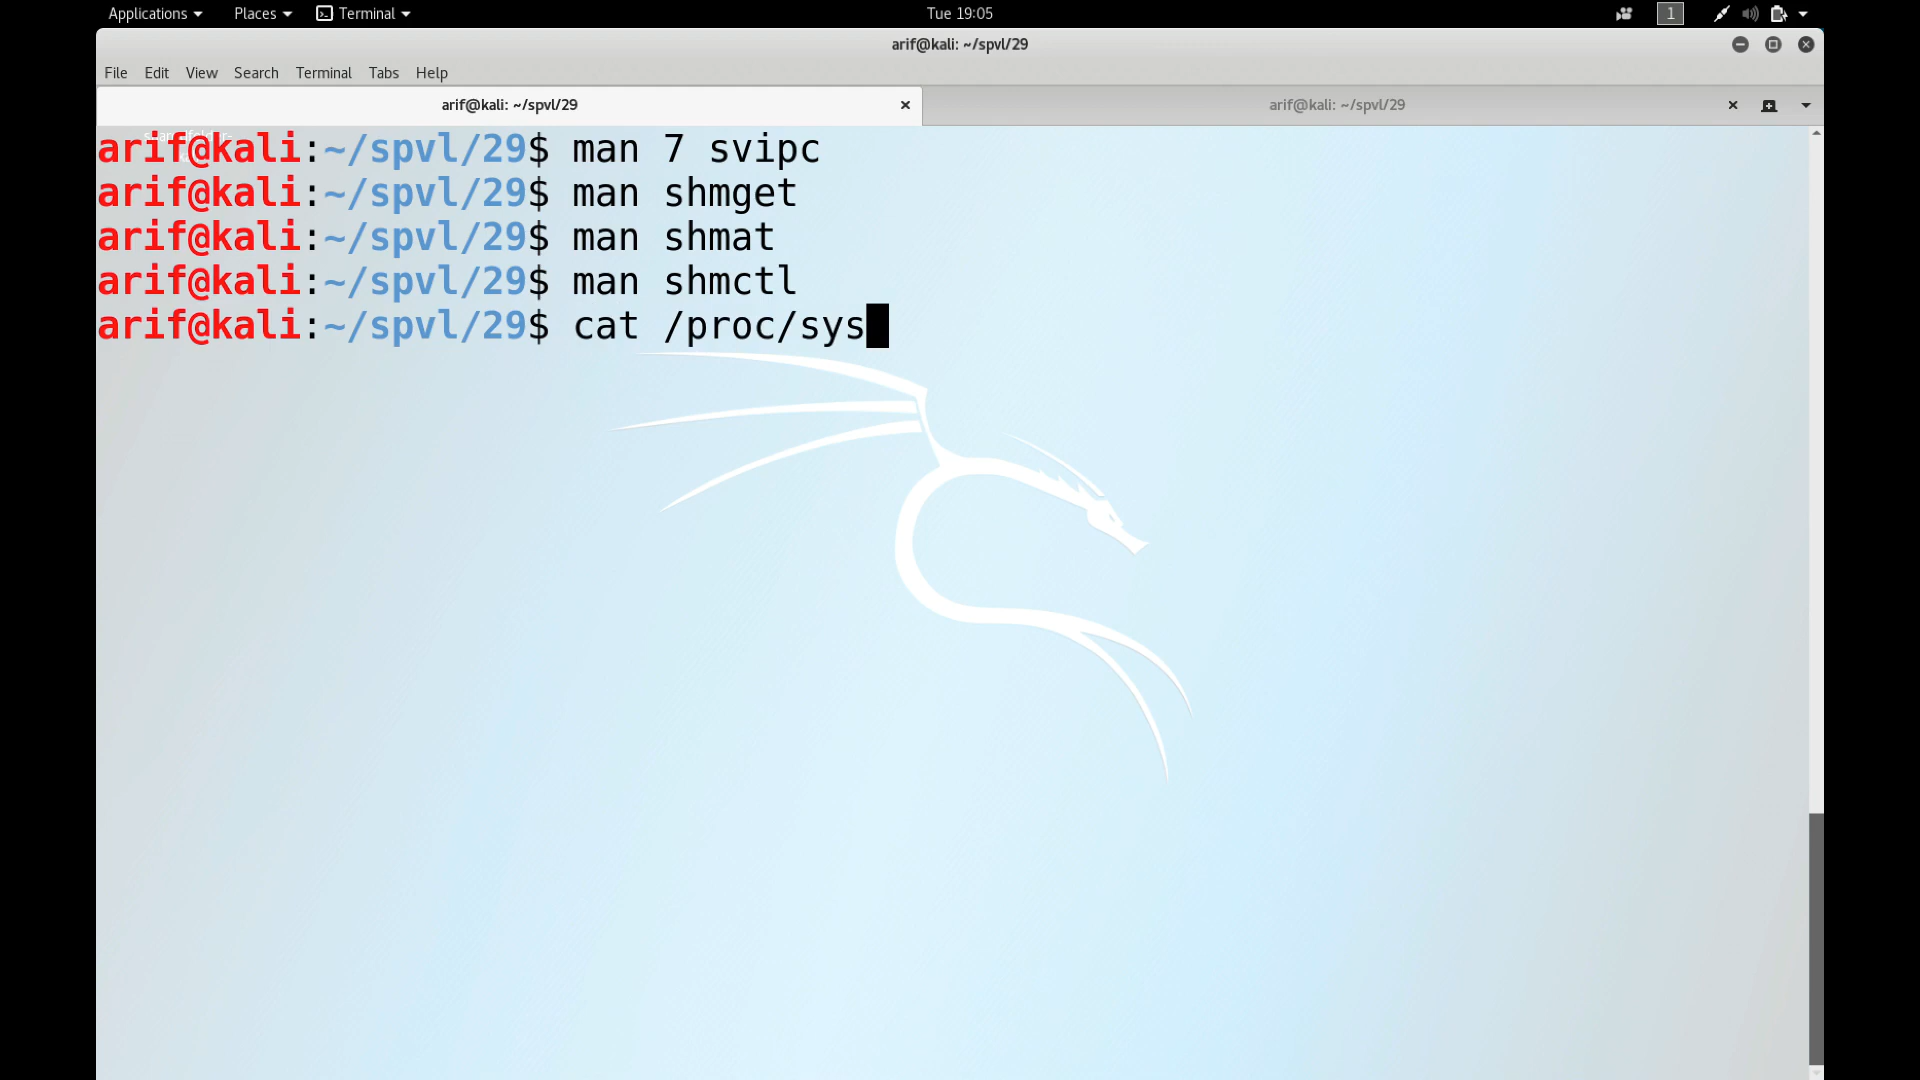 Applications Places Terminal Tue 19:05 1
arif@kali: ~/spvl/29
File Edit View Search Terminal Tabs Help
arif@kali: ~/spvl/29 arif@kali: ~/spvl/29
arif@kali:~/spvl/29$ man 7 svipc
arif@kali:~/spvl/29$ man shmget
arif@kali:~/spvl/29$ man shmat
arif@kali:~/spvl/29$ man shmctl
arif@kali:~/spvl/29$ cat /proc/sys